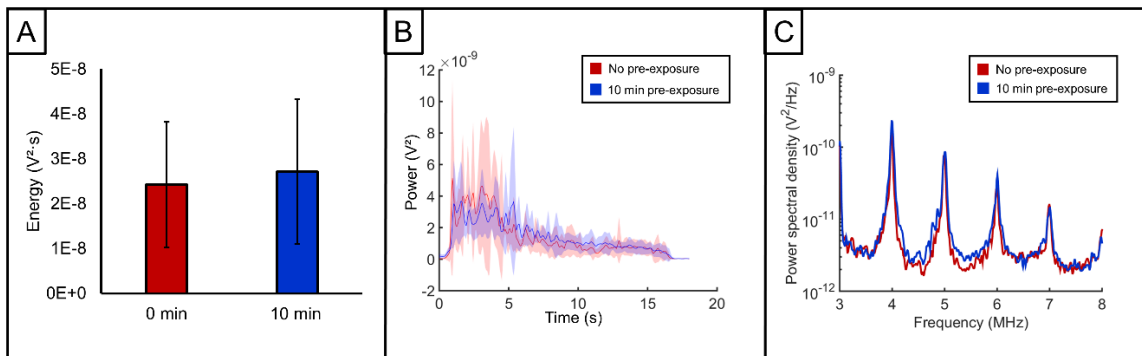 A
5E-8
4E-8
3E-8
2E-8
1E-8
0E+0
Energy (V²·s)
0 min
10 min
B
×10⁻⁹
12
10
8
6
4
2
0
-2
Power (V²)
No pre-exposure
10 min pre-exposure
0
5
10
15
20
Time (s)
C
10⁻⁹
10⁻¹⁰
10⁻¹¹
10⁻¹²
Power spectral density (V²/Hz)
No pre-exposure
10 min pre-exposure
3
4
5
6
7
8
Frequency (MHz)